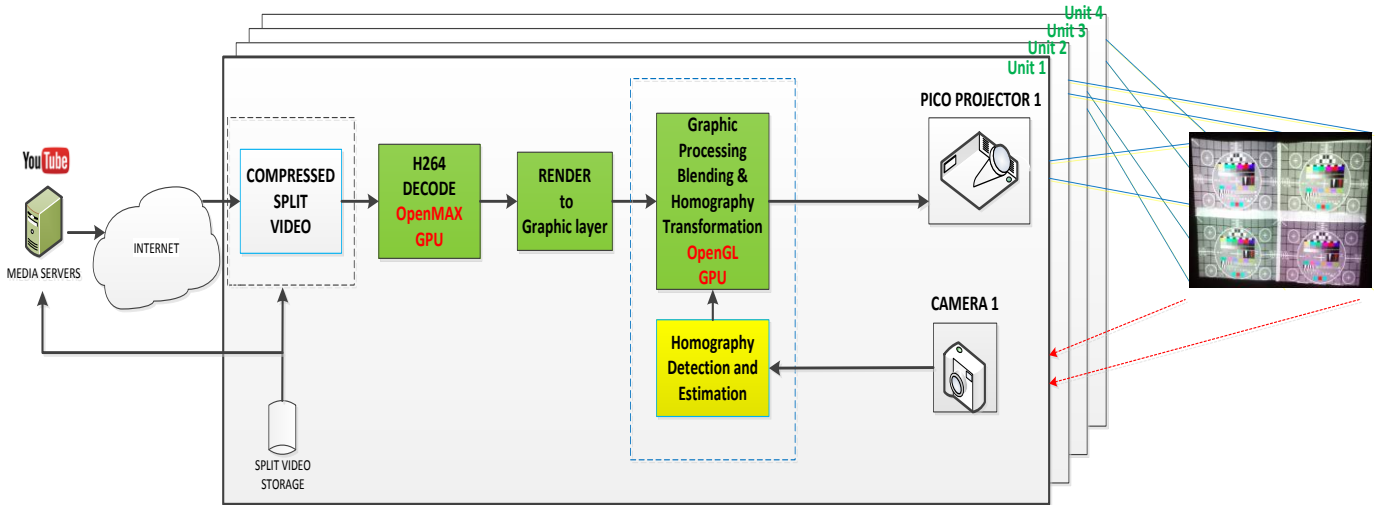 Unit 4
Unit 3
Unit 2
Unit 1
YouTube
MEDIA SERVERS
INTERNET
COMPRESSED
SPLIT
VIDEO
SPLIT VIDEO
STORAGE
H264
DECODE
OpenMAX
GPU
RENDER
to
Graphic layer
Graphic
Processing
Blending &
Homography
Transformation
OpenGL
GPU
Homography
Detection and
Estimation
PICO PROJECTOR 1
CAMERA 1